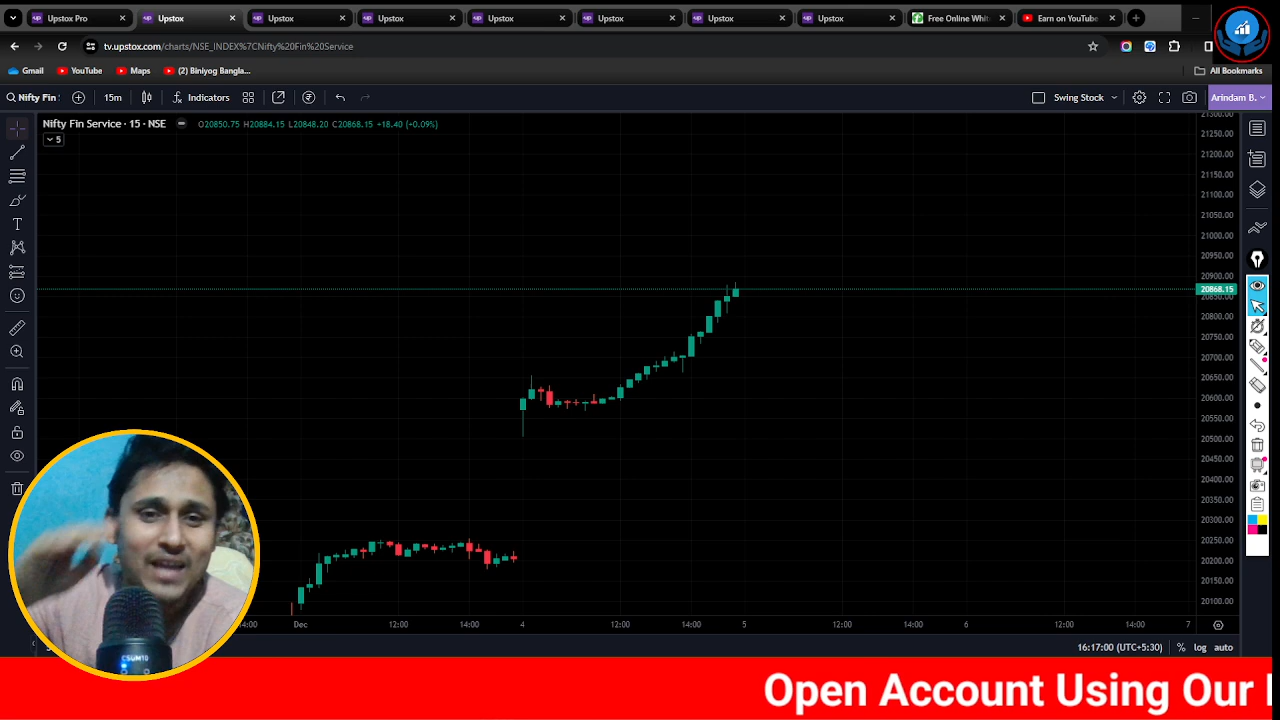 Upstox Pro
Upstox
Upstox
Upstox
Upstox
Upstox
Upstox
Upstox
Free Online Whit
Earn on YouTube
tv.upstox.com/charts/NSE_INDEX%7CNifty%20Fin%20Service
Gmail
YouTube
Maps
(2) Biniyog Bangla...
All Bookmarks
Nifty Fin
15m
Indicators
Swing Stock
Arindam B.
Nifty Fin Service · 15 · NSE
O20850.75 H20884.15 L20848.20 C20868.15 +18.40 (+0.09%)
5
21300.00
21250.00
21200.00
21150.00
21100.00
21050.00
21000.00
20950.00
20900.00
20868.15
20850.00
20800.00
20750.00
20700.00
20650.00
20600.00
20550.00
20500.00
20450.00
20400.00
20350.00
20300.00
20250.00
20200.00
20150.00
20100.00
14:00
Dec
12:00
14:00
4
12:00
14:00
5
12:00
14:00
6
12:00
14:00
7
16:17:00 (UTC+5:30)
%
log
auto
Open Account Using Our